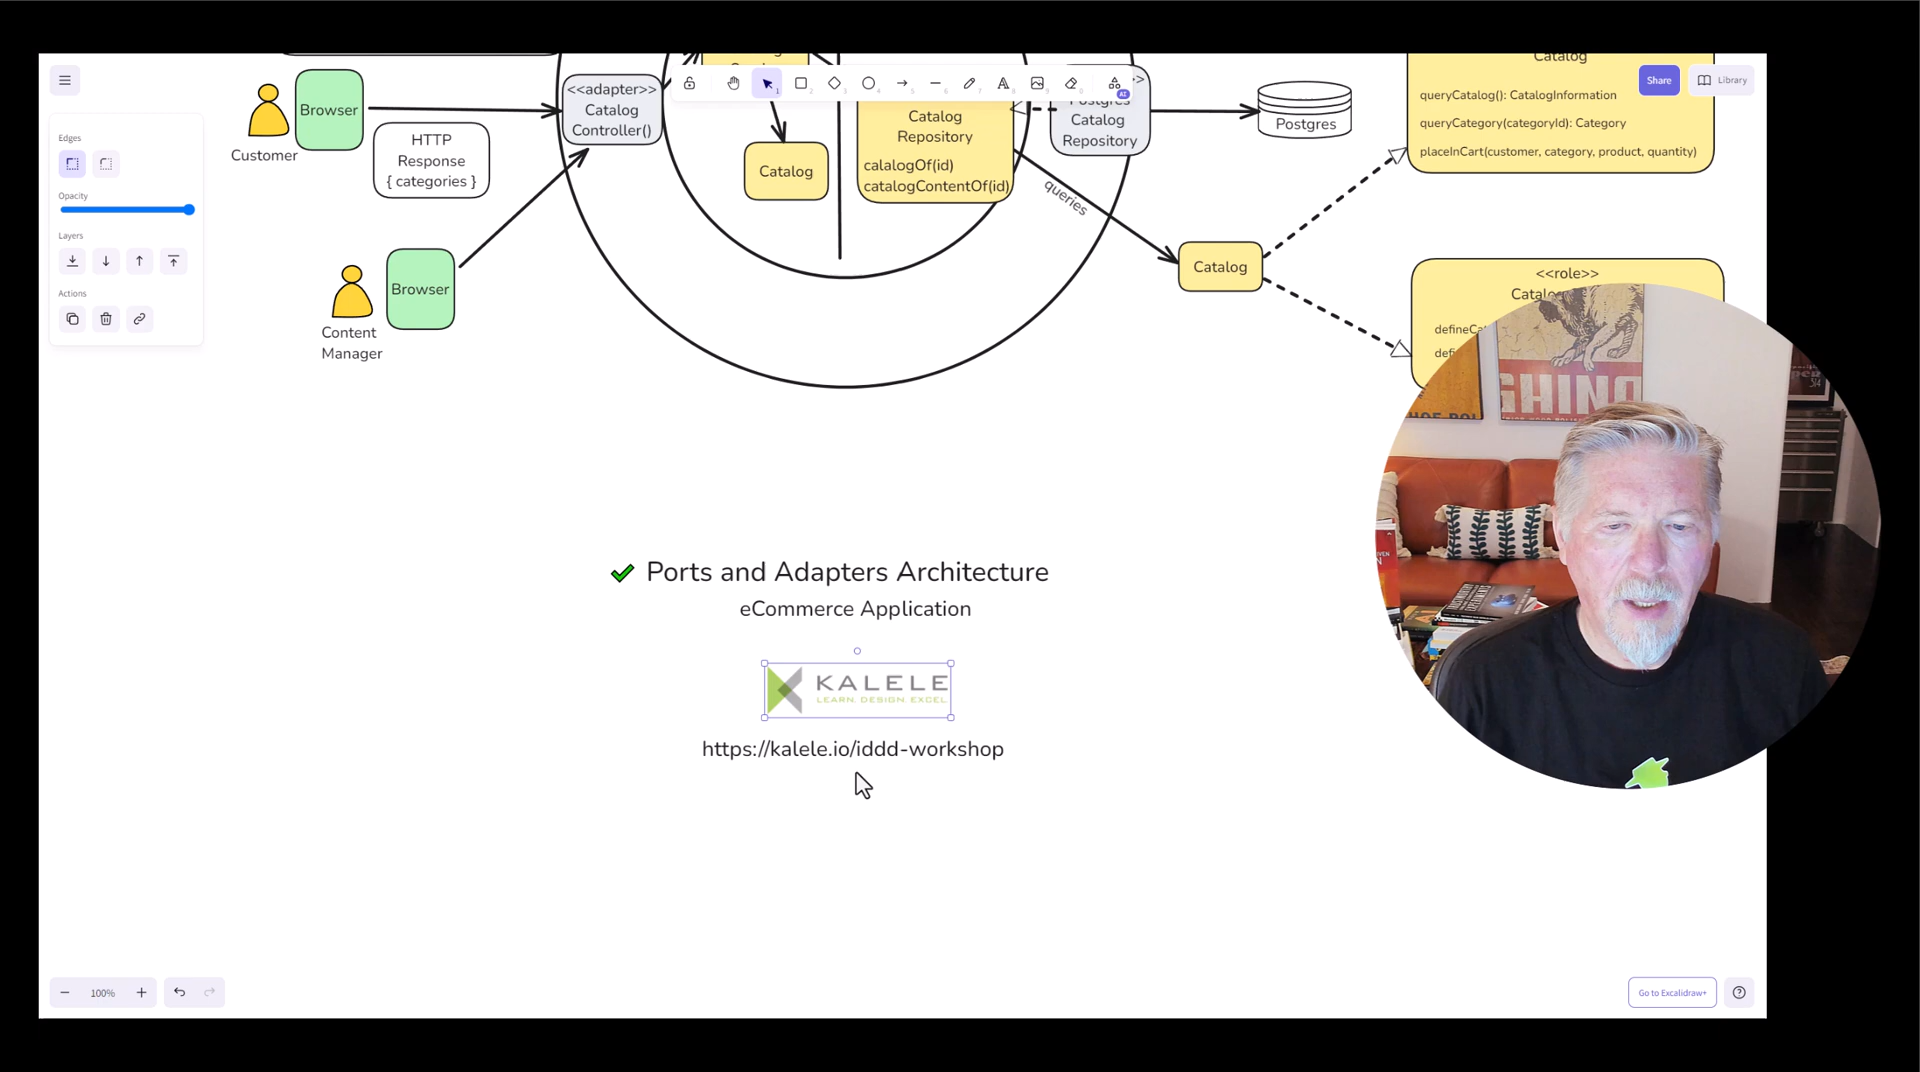 Catalog
Share
Library
queryCatalog(): CatalogInformation
queryCategory(categoryId): Category
placeInCart(customer, category, product, quantity)
Customer
Browser
HTTP
Response
{ categories }
<<adapter>>
Catalog
Controller()
Catalog
Catalog
Repository
calalogOf(id)
catalogContentOf(id)
Postgres
Catalog
Repository
Postgres
queries
Catalog
<<role>>
Edges
Opacity
Layers
Actions
Browser
Content
Manager
GHINO
Ports and Adapters Architecture
eCommerce Application
KALELE
LEARN. DESIGN. EXCEL.
https://kalele.io/iddd-workshop
100%
Go to Excalidraw+